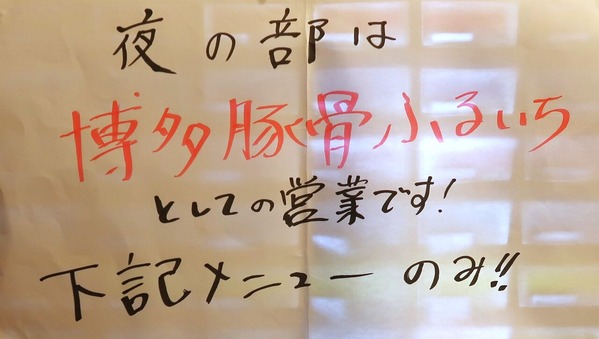 夜の部は
博多豚骨ふるいち
としての営業です!
下記メニューのみ!!